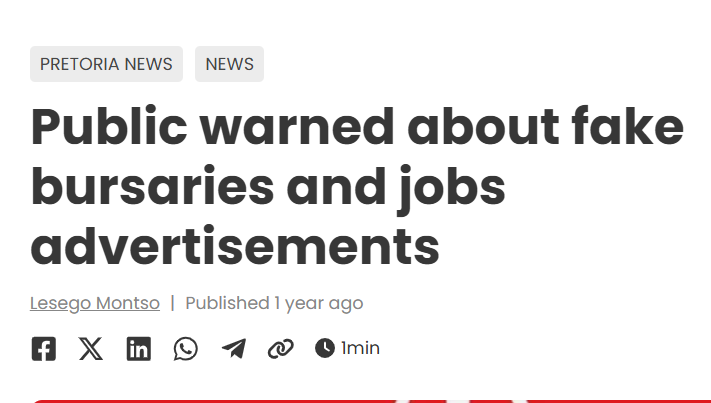 PRETORIA NEWS NEWS
Public warned about fake
bursaries and jobs
advertisements
Lesego Montso | Published 1 year ago
1min